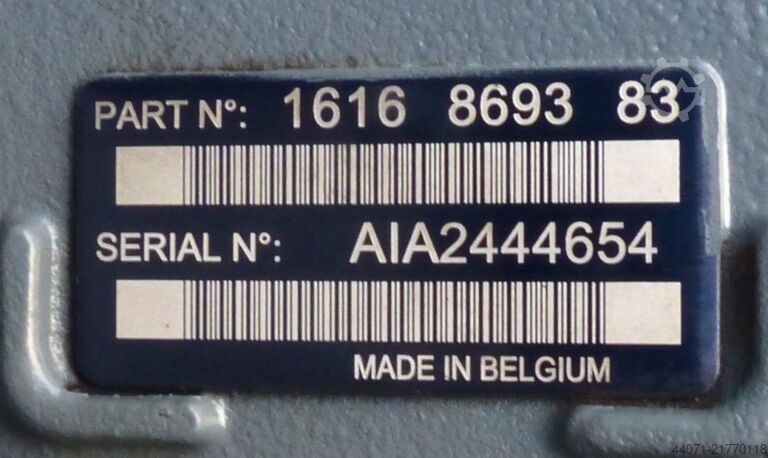 PART N°: 1616 8693 83
SERIAL N°: AIA2444654
MADE IN BELGIUM
44071-21770118